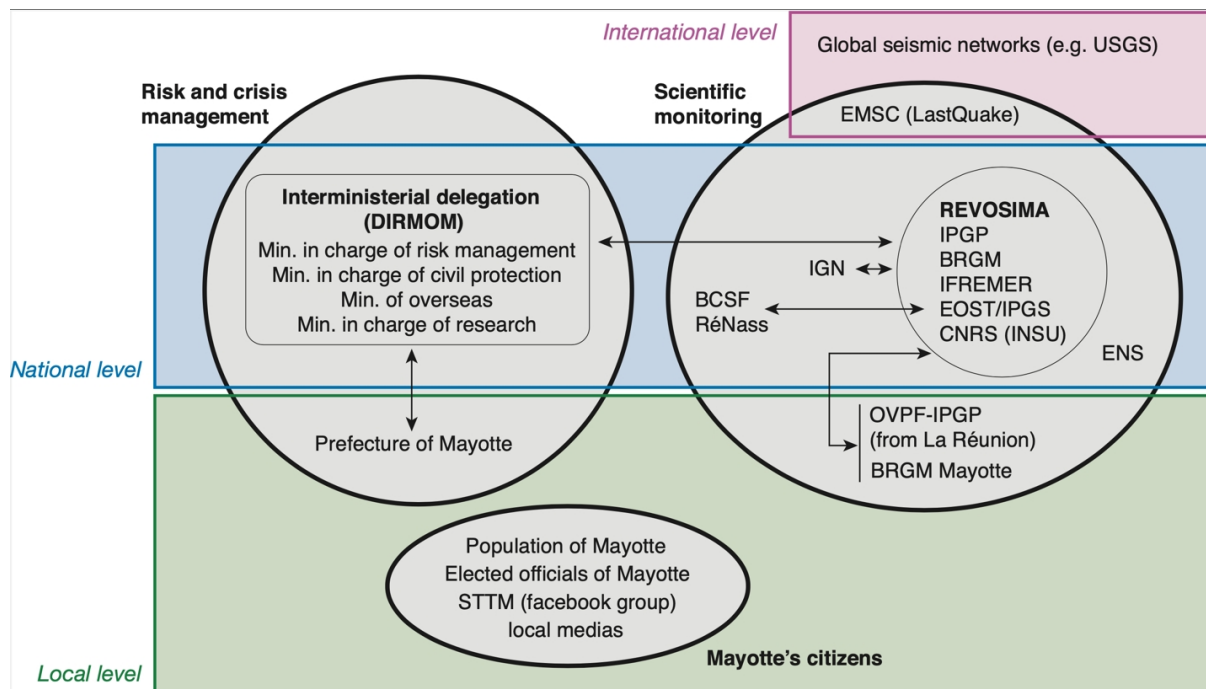 International level
Global seismic networks (e.g. USGS)
Risk and crisis
management
Scientific
monitoring
EMSC (LastQuake)
Interministerial delegation
(DIRMOM)
Min. in charge of risk management
Min. in charge of civil protection
Min. of overseas
Min. in charge of research
REVOSIMA
IPGP
BRGM
IFREMER
EOST/IPGS
CNRS (INSU)
IGN
BCSF
RéNass
ENS
National level
Prefecture of Mayotte
OVPF-IPGP
(from La Réunion)
BRGM Mayotte
Population of Mayotte
Elected officials of Mayotte
STTM (facebook group)
local medias
Mayotte's citizens
Local level